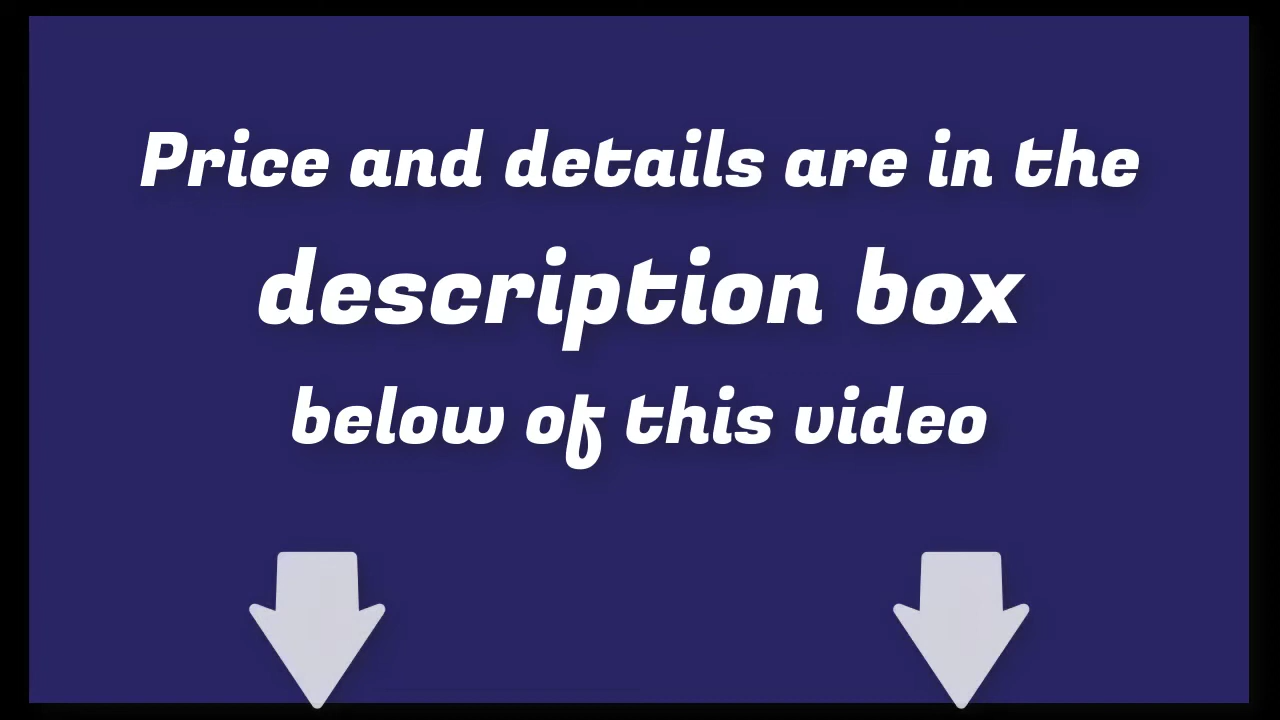 Price and details are in the
description box
below of this video